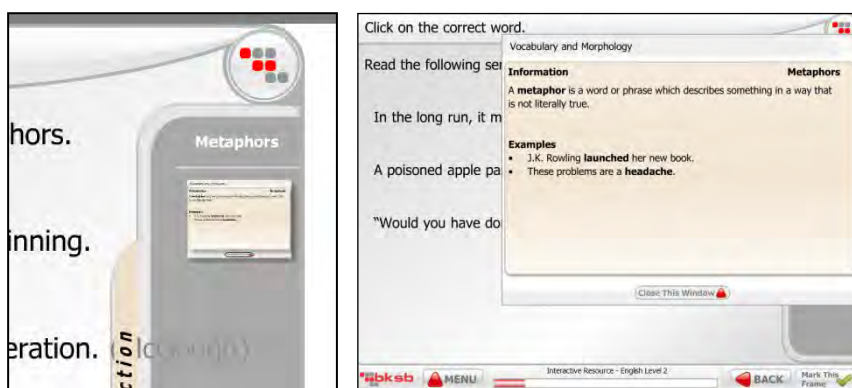 hors.
Metaphors
inning.
eration.
ction
Click on the correct word.
Read the following ser
In the long run, it m
A poisoned apple pa
"Would you have do
Vocabulary and Morphology
Information Metaphors
A metaphor is a word or phrase which describes something in a way that
is not literally true.
Examples
• J.K. Rowling launched her new book.
• These problems are a headache.
Close This Window
bksb MENU Interactive Resource - English Level 2 BACK Mark This
Frame